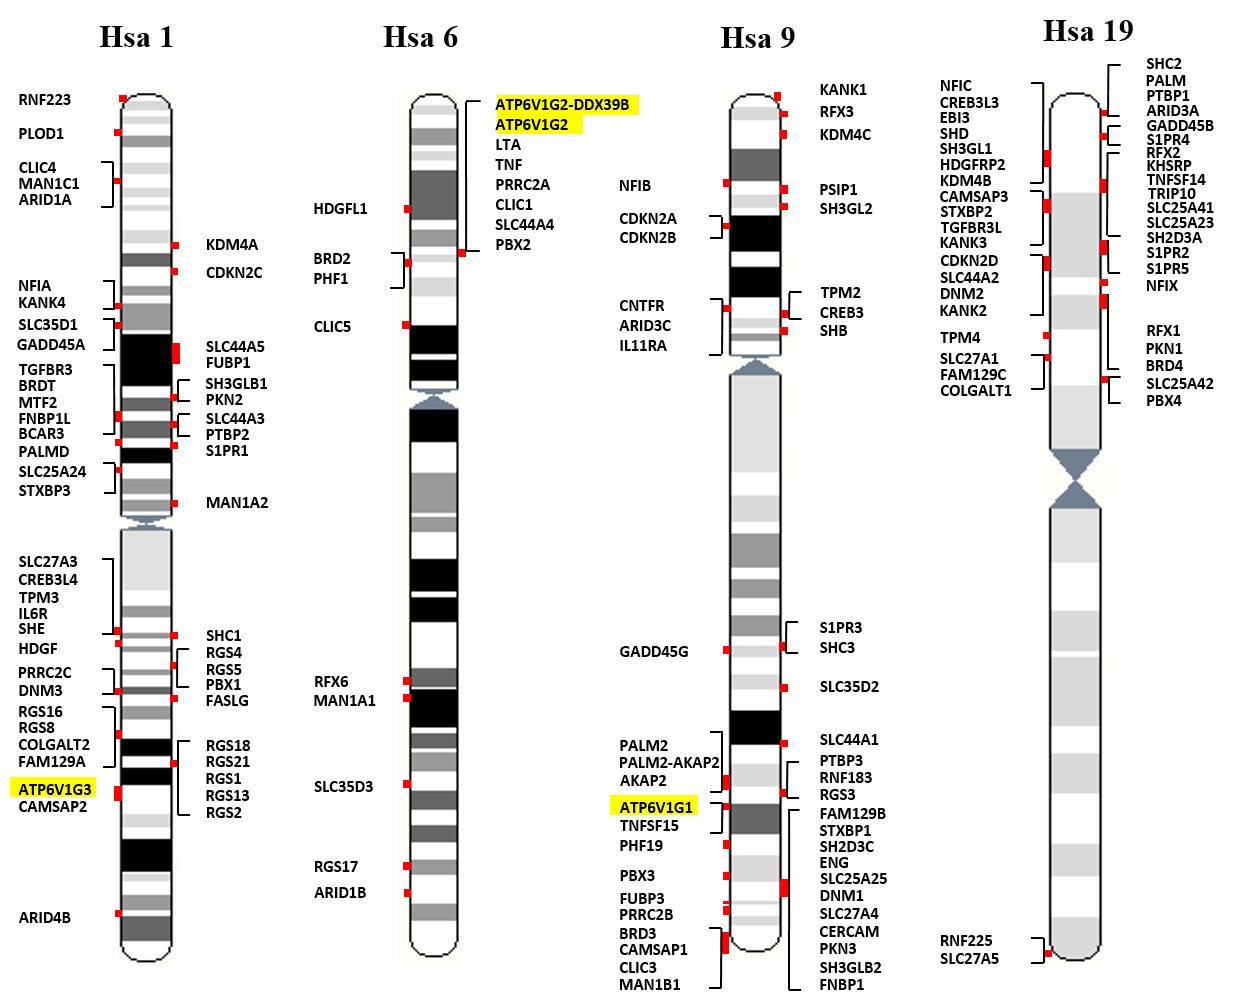 Hsa 1
RNF223
PLOD1
CLIC4
MAN1C1
ARID1A
NFIA
KANK4
SLC35D1
GADD45A
TGFBR3
BRDT
MTF2
FNBP1L
BCAR3
PALMD
SLC25A24
STXBP3
SLC27A3
CREB3L4
TPM3
IL6R
SHE
HDGF
PRRC2C
DNM3
RGS16
RGS8
COLGALT2
FAM129A
ATP6V1G3
CAMSAP2
ARID4B
KDM4A
CDKN2C
SLC44A5
FUBP1
SH3GLB1
PKN2
SLC44A3
PTBP2
S1PR1
MAN1A2
SHC1
RGS4
RGS5
PBX1
FASLG
RGS18
RGS21
RGS1
RGS13
RGS2
Hsa 6
HDGFL1
BRD2
PHF1
CLIC5
RFX6
MAN1A1
SLC35D3
RGS17
ARID1B
ATP6V1G2-DDX39B
ATP6V1G2
LTA
TNF
PRRC2A
CLIC1
SLC44A4
PBX2
Hsa 9
NFIB
CDKN2A
CDKN2B
CNTFR
ARID3C
IL11RA
GADD45G
PALM2
PALM2-AKAP2
AKAP2
ATP6V1G1
TNFSF15
PHF19
PBX3
FUBP3
PRRC2B
BRD3
CAMSAP1
CLIC3
MAN1B1
KANK1
RFX3
KDM4C
PSIP1
SH3GL2
TPM2
CREB3
SHB
S1PR3
SHC3
SLC35D2
SLC44A1
PTBP3
RNF183
RGS3
FAM129B
STXBP1
SH2D3C
ENG
SLC25A25
DNM1
SLC27A4
CERCAM
PKN3
SH3GLB2
FNBP1
Hsa 19
NFIC
CREB3L3
EBI3
SHD
SH3GL1
HDGFRP2
KDM4B
CAMSAP3
STXBP2
TGFBR3L
KANK3
CDKN2D
SLC44A2
DNM2
KANK2
TPM4
SLC27A1
FAM129C
COLGALT1
RNF225
SLC27A5
SHC2
PALM
PTBP1
ARID3A
GADD45B
S1PR4
RFX2
KHSRP
TNFSF14
TRIP10
SLC25A41
SLC25A23
SH2D3A
S1PR2
S1PR5
NFIX
RFX1
PKN1
BRD4
SLC25A42
PBX4